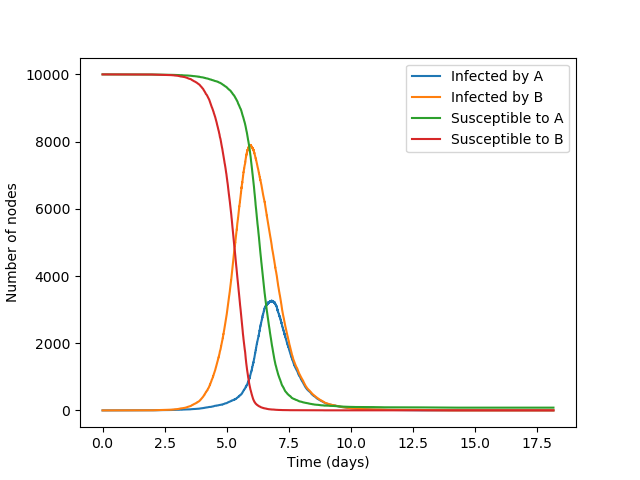 10000
8000
6000
4000
2000
0
Number of nodes
Infected by A
Infected by B
Susceptible to A
Susceptible to B
0.0 2.5 5.0 7.5 10.0 12.5 15.0 17.5
Time (days)